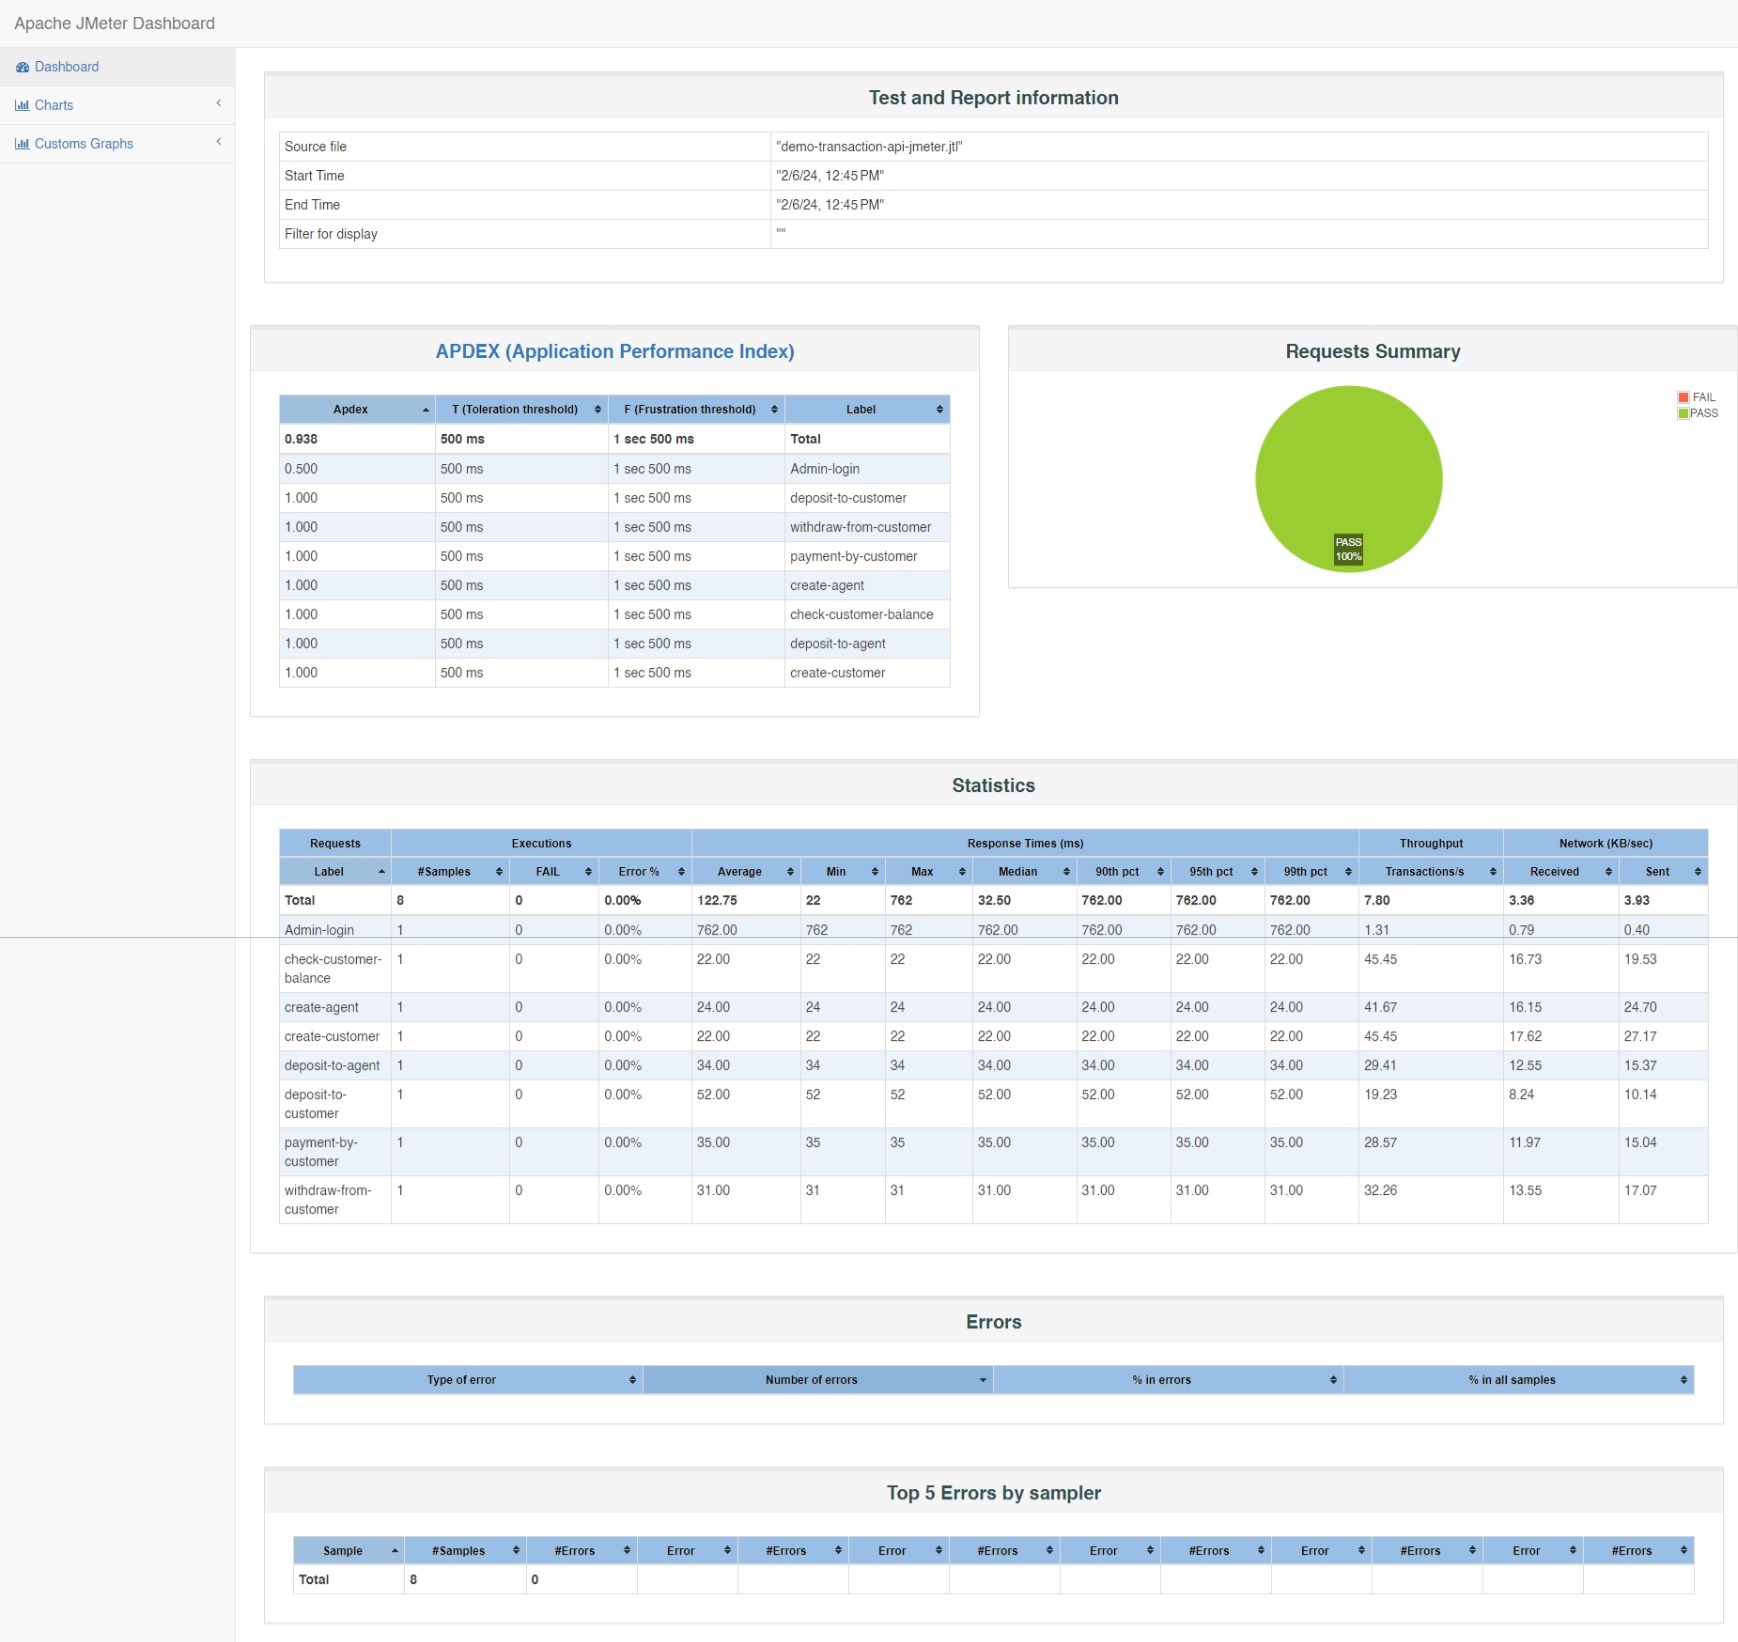 Apache JMeter Dashboard
Dashboard
Charts
Customs Graphs
Test and Report information
Source file "demo-transaction-api-jmeter.jtl"
Start Time "2/6/24, 12:45 PM"
End Time "2/6/24, 12:45 PM"
Filter for display ""
APDEX (Application Performance Index)
Apdex T (Toleration threshold) F (Frustration threshold) Label
0.938 500 ms 1 sec 500 ms Total
0.500 500 ms 1 sec 500 ms Admin-login
1.000 500 ms 1 sec 500 ms deposit-to-customer
1.000 500 ms 1 sec 500 ms withdraw-from-customer
1.000 500 ms 1 sec 500 ms payment-by-customer
1.000 500 ms 1 sec 500 ms create-agent
1.000 500 ms 1 sec 500 ms check-customer-balance
1.000 500 ms 1 sec 500 ms deposit-to-agent
1.000 500 ms 1 sec 500 ms create-customer
Requests Summary
FAIL
PASS
PASS
100%
Statistics
Requests Executions Response Times (ms) Throughput Network (KB/sec)
Label #Samples FAIL Error % Average Min Max Median 90th pct 95th pct 99th pct Transactions/s Received Sent
Total 8 0 0.00% 122.75 22 762 32.50 762.00 762.00 762.00 7.80 3.36 3.93
Admin-login 1 0 0.00% 762.00 762 762 762.00 762.00 762.00 762.00 1.31 0.79 0.40
check-customer- 1 0 0.00% 22.00 22 22 22.00 22.00 22.00 22.00 45.45 16.73 19.53
balance
create-agent 1 0 0.00% 24.00 24 24 24.00 24.00 24.00 24.00 41.67 16.15 24.70
create-customer 1 0 0.00% 22.00 22 22 22.00 22.00 22.00 22.00 45.45 17.62 27.17
deposit-to-agent 1 0 0.00% 34.00 34 34 34.00 34.00 34.00 34.00 29.41 12.55 15.37
deposit-to- 1 0 0.00% 52.00 52 52 52.00 52.00 52.00 52.00 19.23 8.24 10.14
customer
payment-by- 1 0 0.00% 35.00 35 35 35.00 35.00 35.00 35.00 28.57 11.97 15.04
customer
withdraw-from- 1 0 0.00% 31.00 31 31 31.00 31.00 31.00 31.00 32.26 13.55 17.07
customer
Errors
Type of error Number of errors % in errors % in all samples
Top 5 Errors by sampler
Sample #Samples #Errors Error #Errors Error #Errors Error #Errors Error #Errors Error #Errors
Total 8 0